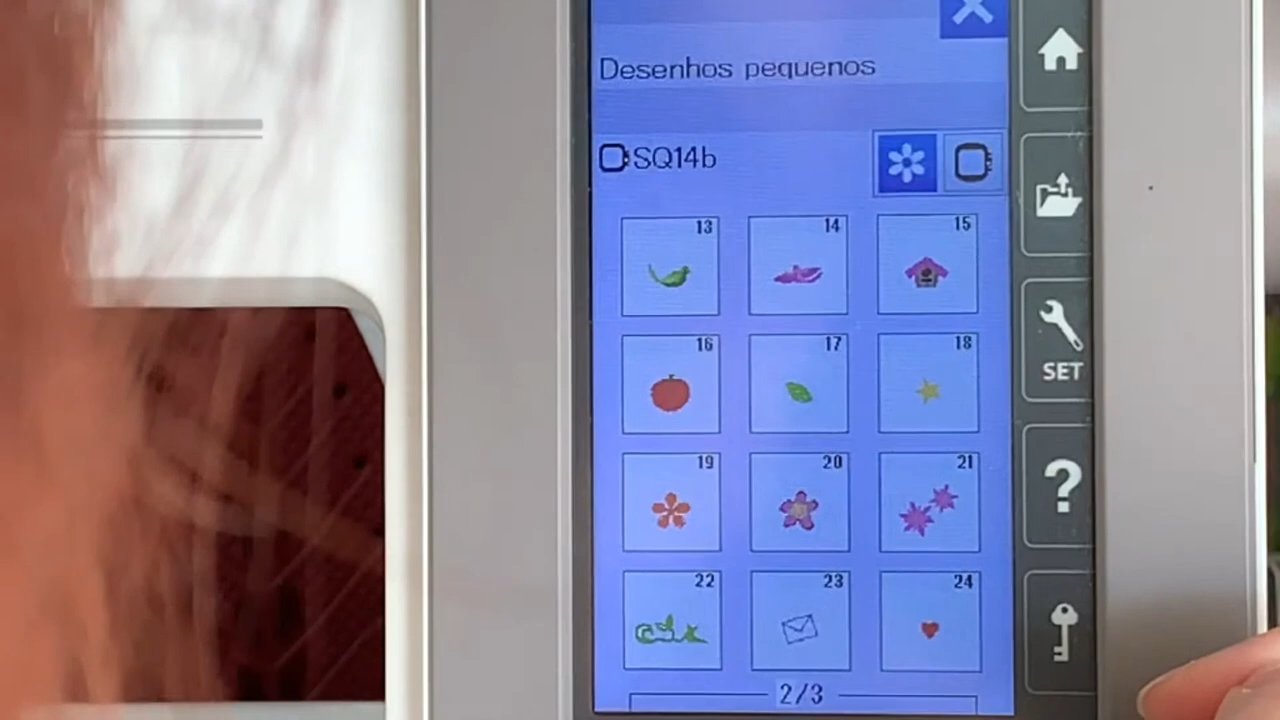 Desenhos pequenos
SQ14b
13 14 15
16 17 18
SET
19 20 21
?
22 23 24
2/3